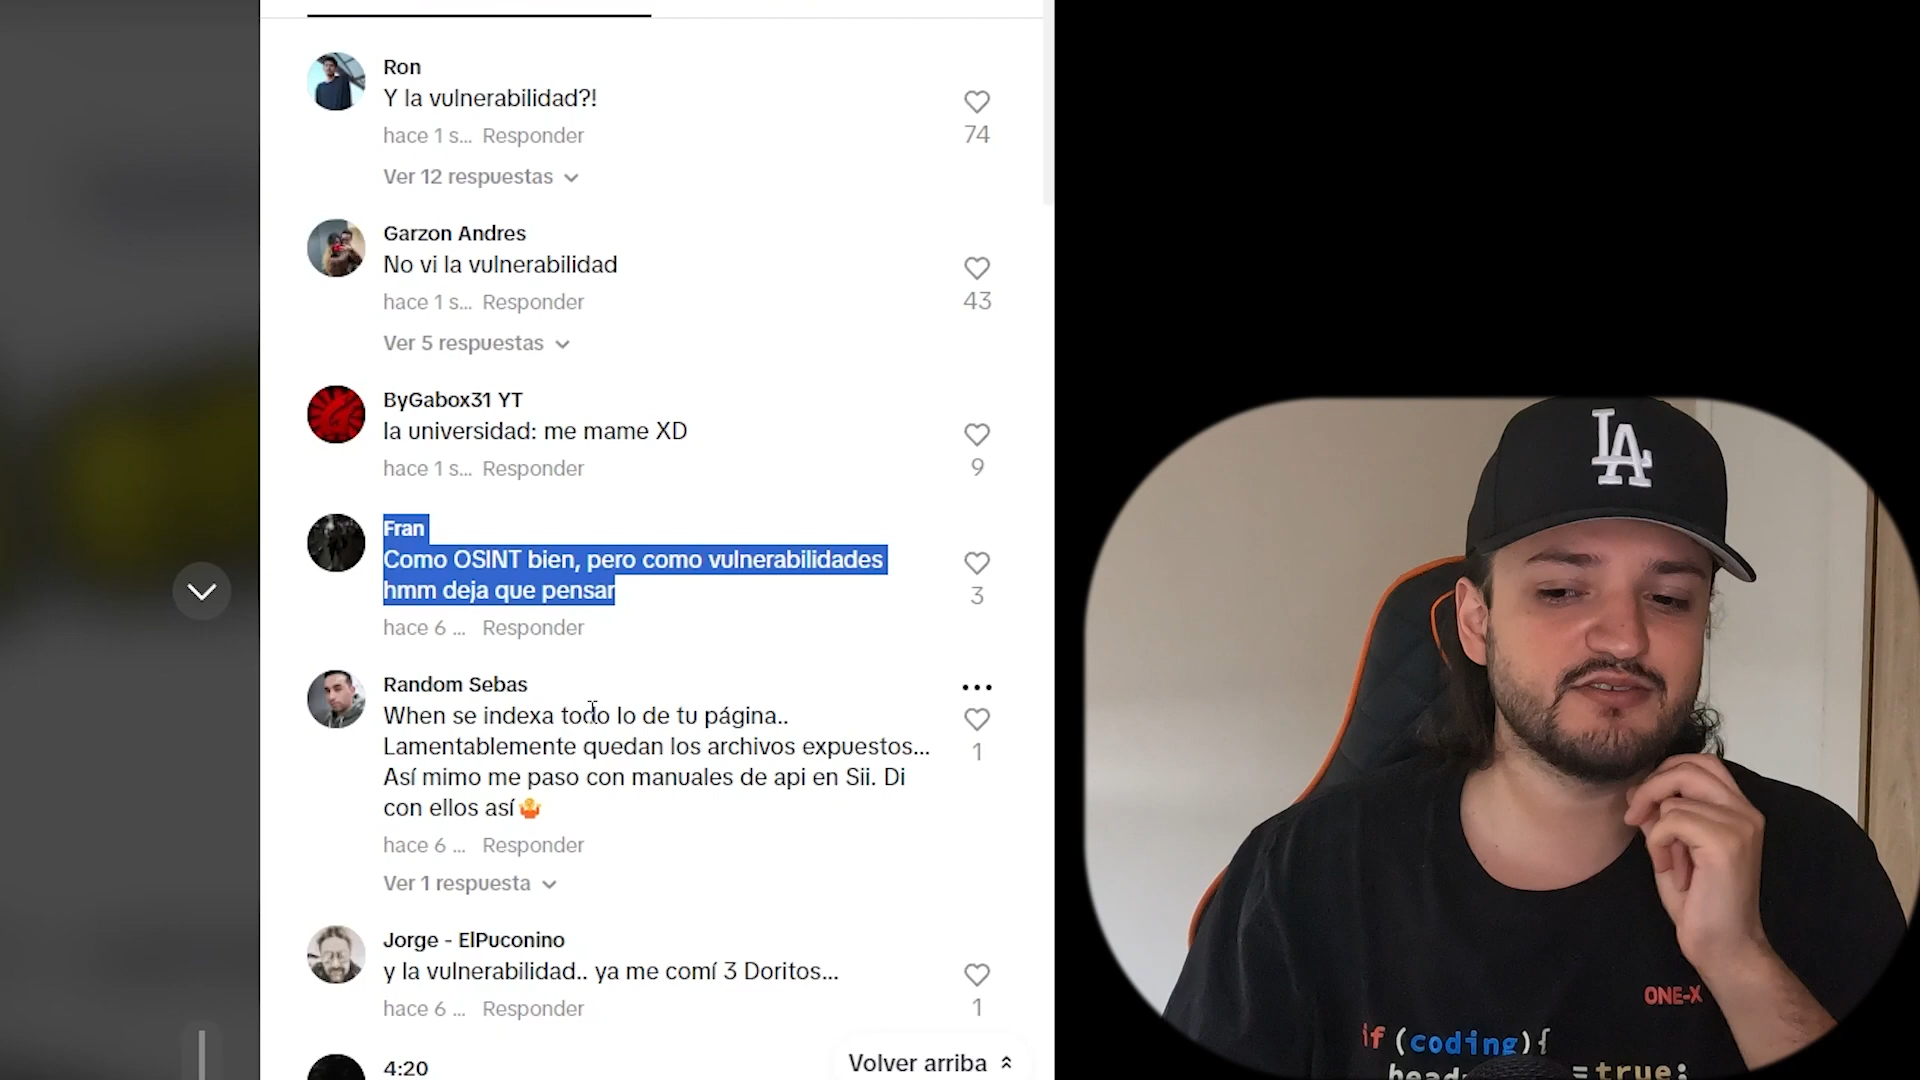 Ron
Y la vulnerabilidad?!
hace 1 s... Responder
74
Ver 12 respuestas
Garzon Andres
No vi la vulnerabilidad
hace 1 s... Responder
43
Ver 5 respuestas
ByGabox31 YT
la universidad: me mame XD
hace 1 s... Responder
9
Fran
Como OSINT bien, pero como vulnerabilidades
hmm deja que pensar
hace 6 ... Responder
3
Random Sebas
When se indexa todo lo de tu página..
Lamentablemente quedan los archivos expuestos...
Así mimo me paso con manuales de api en Sii. Di
con ellos así🤷
hace 6 ... Responder
1
Ver 1 respuesta
Jorge - ElPuconino
y la vulnerabilidad.. ya me comí 3 Doritos...
hace 6 ... Responder
1
4:20
Volver arriba
LA
ONE-X
if (coding){
=true;